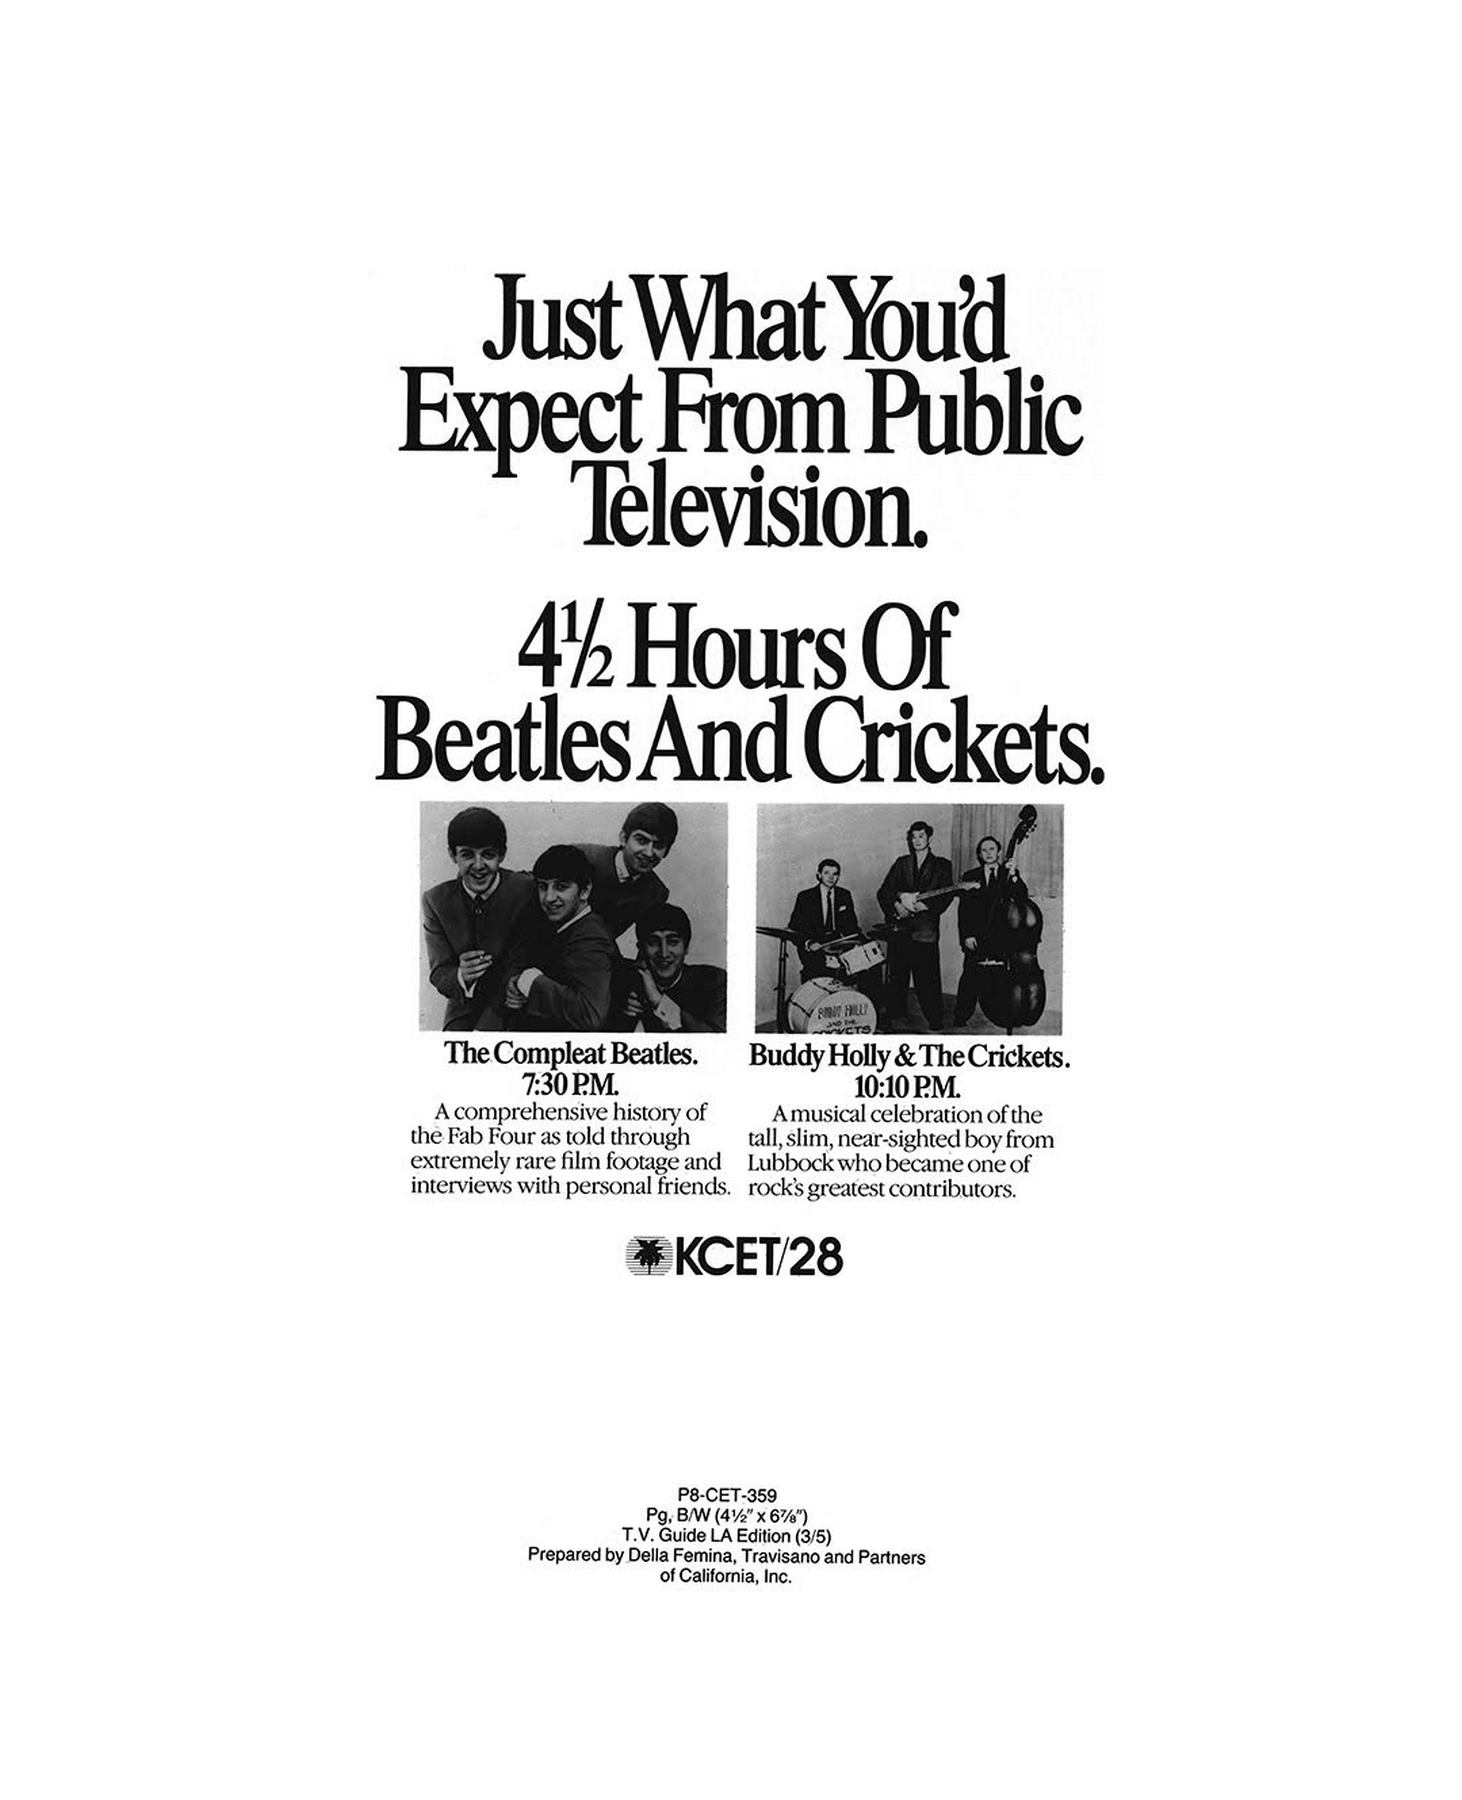 Just What You'd
Expect From Public
Television.
4½ Hours Of
Beatles And Crickets.
BUDDY HOLLY
AND THE
CRICKETS
The Compleat Beatles.
7:30 P.M.
A comprehensive history of
the Fab Four as told through
extremely rare film footage and
interviews with personal friends.
Buddy Holly & The Crickets.
10:10 P.M.
A musical celebration of the
tall, slim, near-sighted boy from
Lubbock who became one of
rock's greatest contributors.
KCET/28
P8-CET-359
Pg, B/W (4½" x 6⅞")
T.V. Guide LA Edition (3/5)
Prepared by Della Femina, Travisano and Partners
of California, Inc.